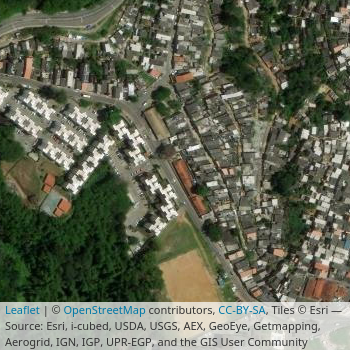 Leaflet | © OpenStreetMap contributors, CC-BY-SA, Tiles © Esri —
Source: Esri, i-cubed, USDA, USGS, AEX, GeoEye, Getmapping,
Aerogrid, IGN, IGP, UPR-EGP, and the GIS User Community